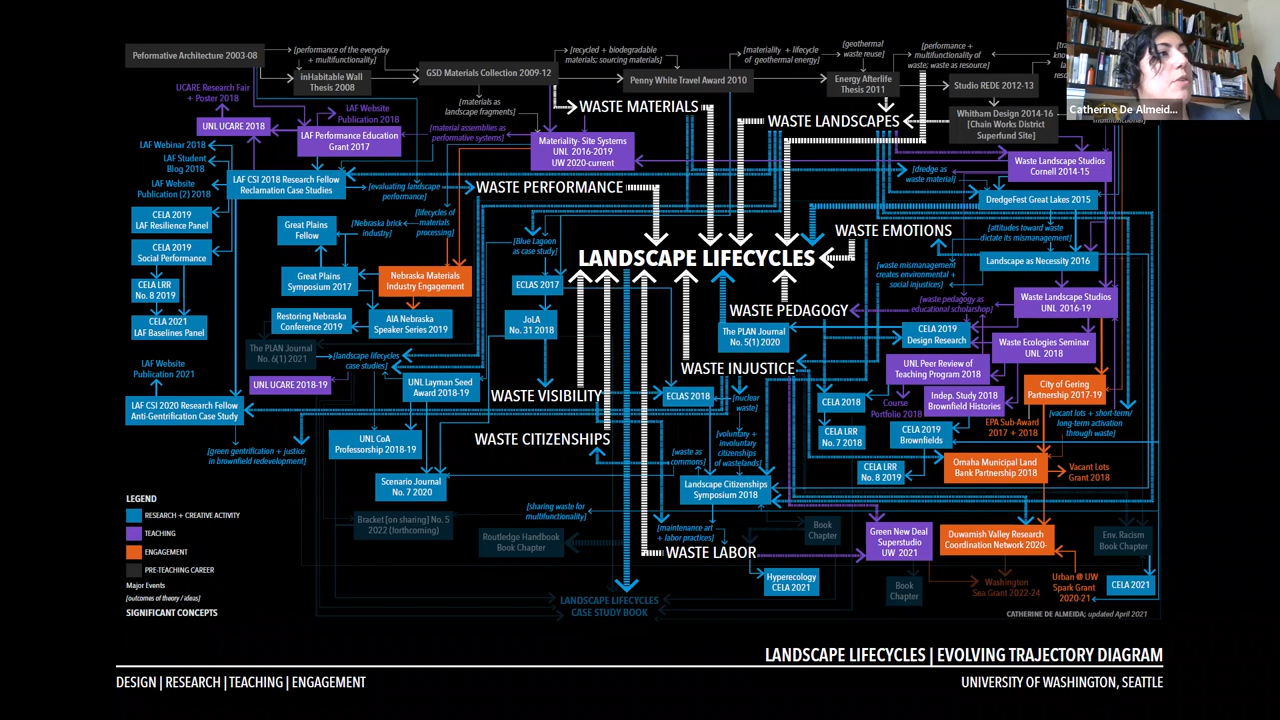 Peformative Architecture 2003-08
[performance of the everyday
+ multifunctionality]
inHabitable Wall
Thesis 2008
GSD Materials Collection 2009-12
[recycled + biodegradable
materials; sourcing materials]
Penny White Travel Award 2010
[materiality + lifecycle
of geothermal energy]
[geothermal
waste reuse]
Energy Afterlife
Thesis 2011
[performance +
multifunctionality of
waste; waste as resource]
Studio REDE 2012-13
Whitham Design 2014-16
[Chain Works District
Superfund Site]
Catherine De Almeid...
UCARE Research Fair
+ Poster 2018
UNL UCARE 2018
LAF Website
Publication 2018
LAF Performance Education
Grant 2017
[materials as
landscape fragments]
[material assemblies as
performative systems]
WASTE MATERIALS
Materiality- Site Systems
UNL 2016-2019
UW 2020-current
WASTE LANDSCAPES
Waste Landscape Studios
Cornell 2014-15
[dredge as
waste material]
DredgeFest Great Lakes 2015
LAF Webinar 2018
LAF Student
Blog 2018
LAF Website
Publication (2) 2018
LAF CSI 2018 Research Fellow
Reclamation Case Studies
[evaluating landscape
performance]
WASTE PERFORMANCE
CELA 2019
LAF Resilience Panel
CELA 2019
Social Performance
CELA LRR
No. 8 2019
CELA 2021
LAF Baselines Panel
Great Plains
Fellow
[Nebraska brick
industry]
[lifecycles of
materials
processing]
Great Plains
Symposium 2017
Nebraska Materials
Industry Engagement
Restoring Nebraska
Conference 2019
AIA Nebraska
Speaker Series 2019
[Blue Lagoon
as case study]
ECLAS 2017
JoLA
No. 31 2018
LANDSCAPE LIFECYCLES
WASTE EMOTIONS
[attitudes toward waste
dictate its mismanagement]
Landscape as Necessity 2016
[waste mismanagement
creates environmental +
social injustices]
[waste pedagogy as
educational scholarship]
Waste Landscape Studios
UNL 2016-19
WASTE PEDAGOGY
The PLAN Journal
No. 5(1) 2020
CELA 2019
Design Research
Waste Ecologies Seminar
UNL 2018
The PLAN Journal
No. 6(1) 2021
[landscape lifecycles
case studies]
LAF Website
Publication 2021
UNL UCARE 2018-19
UNL Layman Seed
Award 2018-19
WASTE INJUSTICE
WASTE VISIBILITY
ECLAS 2018
[nuclear
waste]
UNL Peer Review of
Teaching Program 2018
Course
Portfolio 2018
Indep. Study 2018
Brownfield Histories
City of Gering
Partnership 2017-19
EPA Sub-Award
2017 + 2018
[vacant lots + short-term/
long-term activation
through waste]
CELA 2018
CELA LRR
No. 7 2018
CELA 2019
Brownfields
CELA LRR
No. 8 2019
Omaha Municipal Land
Bank Partnership 2018
Vacant Lots
Grant 2018
LAF CSI 2020 Research Fellow
Anti-Gentrification Case Study
[green gentrification + justice
in brownfield redevelopment]
UNL CoA
Professorship 2018-19
WASTE CITIZENSHIPS
[waste as
commons]
[voluntary +
involuntary
citizenships
of wastelands]
Scenario Journal
No. 7 2020
Landscape Citizenships
Symposium 2018
[sharing waste for
multifunctionality]
[maintenance art
+ labor practices]
Bracket [on sharing] No. 5
2022 (forthcoming)
Routledge Handbook
Book Chapter
Book
Chapter
WASTE LABOR
Hyperecology
CELA 2021
Green New Deal
Superstudio
UW 2021
Book
Chapter
Duwamish Valley Research
Coordination Network 2020-
Washington
Sea Grant 2022-24
Urban @ UW
Spark Grant
2020-21
Env. Racism
Book Chapter
CELA 2021
LANDSCAPE LIFECYCLES
CASE STUDY BOOK
LEGEND
RESEARCH + CREATIVE ACTIVITY
TEACHING
ENGAGEMENT
PRE-TEACHING CAREER
Major Events
[outcomes of theory / ideas]
SIGNIFICANT CONCEPTS
CATHERINE DE ALMEIDA; updated April 2021
LANDSCAPE LIFECYCLES | EVOLVING TRAJECTORY DIAGRAM
DESIGN | RESEARCH | TEACHING | ENGAGEMENT
UNIVERSITY OF WASHINGTON, SEATTLE